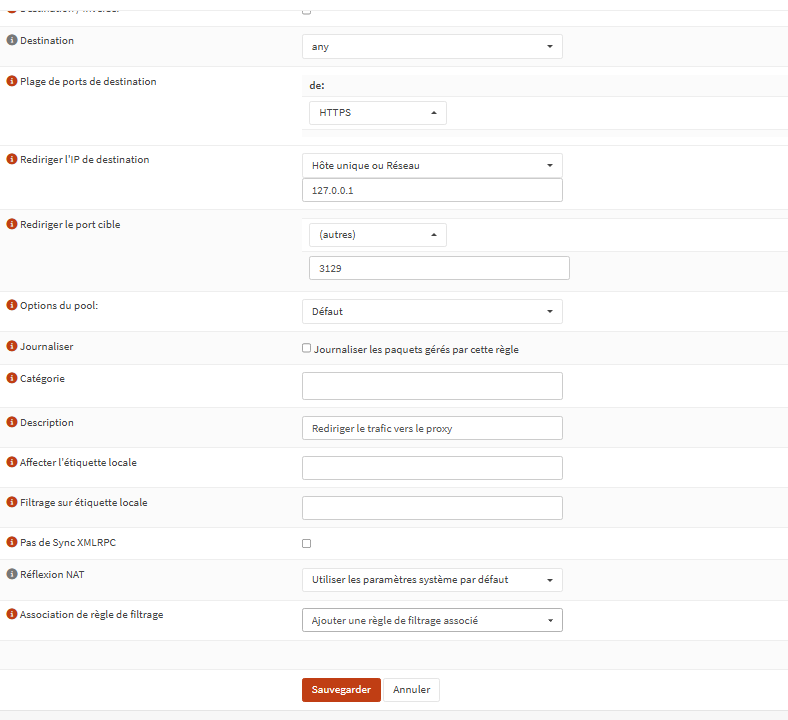 Destination
any
Plage de ports de destination
de:
HTTPS
Rediriger l'IP de destination
Hôte unique ou Réseau
127.0.0.1
Rediriger le port cible
(autres)
3129
Options du pool:
Défaut
Journaliser
Journaliser les paquets gérés par cette règle
Catégorie
Description
Rediriger le trafic vers le proxy
Affecter l'étiquette locale
Filtrage sur étiquette locale
Pas de Sync XMLRPC
Réflexion NAT
Utiliser les paramètres système par défaut
Association de règle de filtrage
Ajouter une règle de filtrage associé
Sauvegarder
Annuler